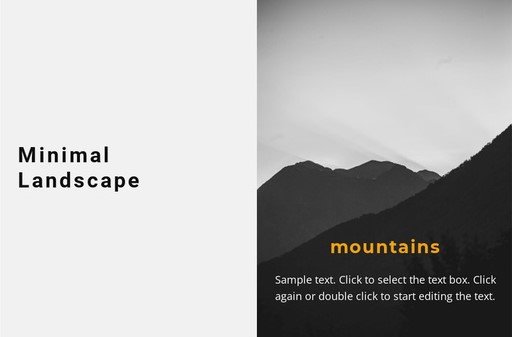 Minimal
Landscape
mountains
Sample text. Click to select the text box. Click
again or double click to start editing the text.